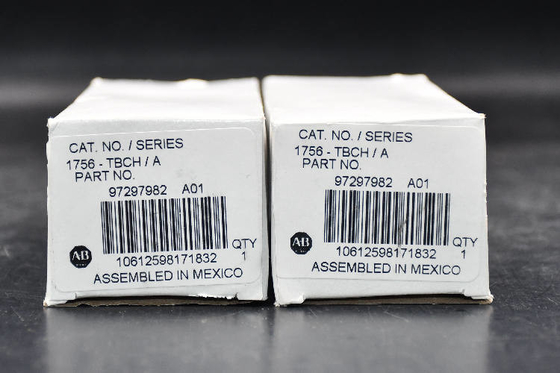 CAT. NO. / SERIES
1756 - TBCH / A
PART NO.
97297982 A01
AB
10612598171832
QTY
1
ASSEMBLED IN MEXICO
CAT. NO. / SERIES
1756 - TBCH / A
PART NO.
97297982 A01
AB
10612598171832
QTY
1
ASSEMBLED IN MEXICO